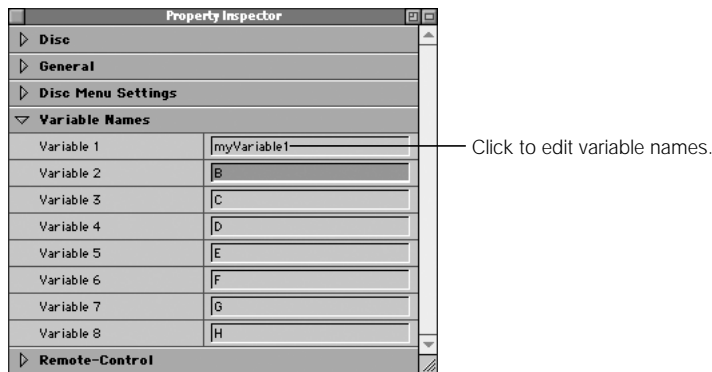 Property Inspector
Disc
General
Disc Menu Settings
Variable Names
Variable 1 myVariable1
Click to edit variable names.
Variable 2 B
Variable 3 C
Variable 4 D
Variable 5 E
Variable 6 F
Variable 7 G
Variable 8 H
Remote-Control